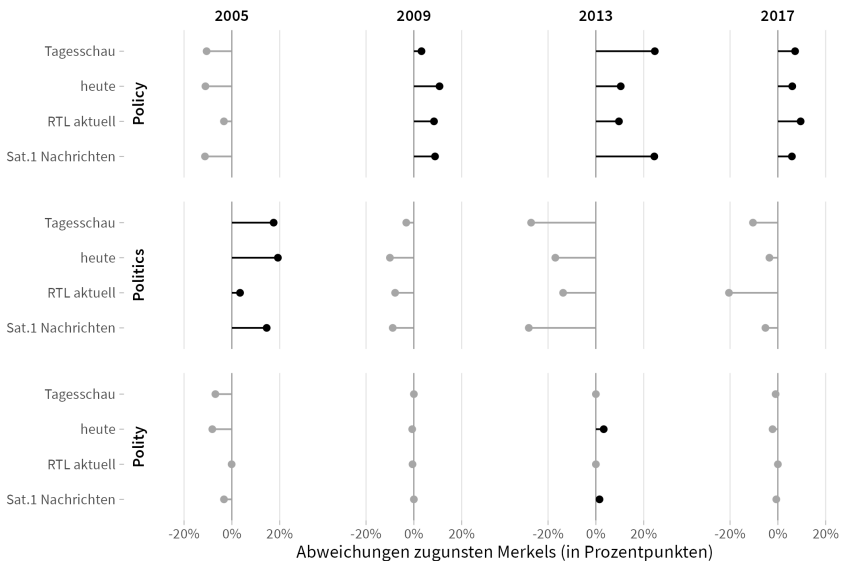 2005 2009 2013 2017
Policy
Tagesschau
heute
RTL aktuell
Sat.1 Nachrichten
Politics
Tagesschau
heute
RTL aktuell
Sat.1 Nachrichten
Polity
Tagesschau
heute
RTL aktuell
Sat.1 Nachrichten
-20% 0% 20% -20% 0% 20% -20% 0% 20% -20% 0% 20%
Abweichungen zugunsten Merkels (in Prozentpunkten)